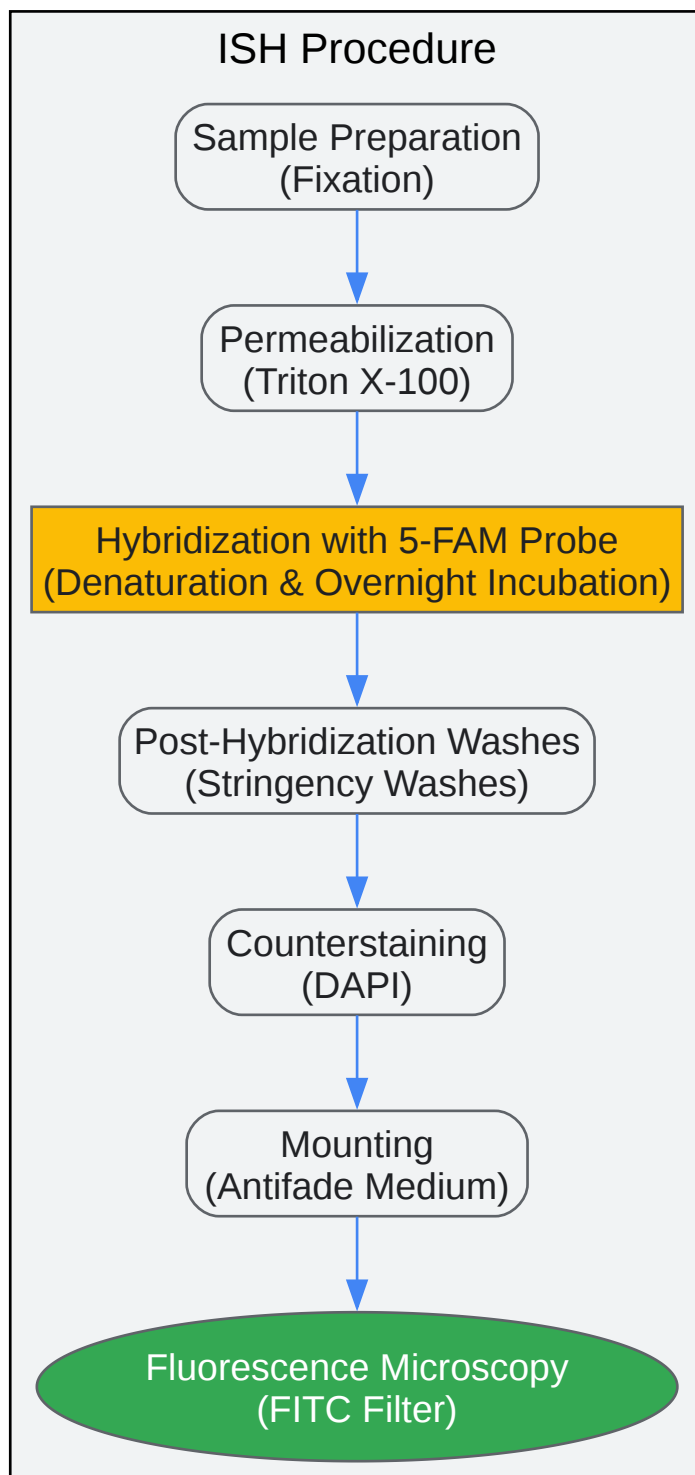 ISH Procedure
Sample Preparation
(Fixation)
Permeabilization
(Triton X-100)
Hybridization with 5-FAM Probe
(Denaturation & Overnight Incubation)
Post-Hybridization Washes
(Stringency Washes)
Counterstaining
(DAPI)
Mounting
(Antifade Medium)
Fluorescence Microscopy
(FITC Filter)